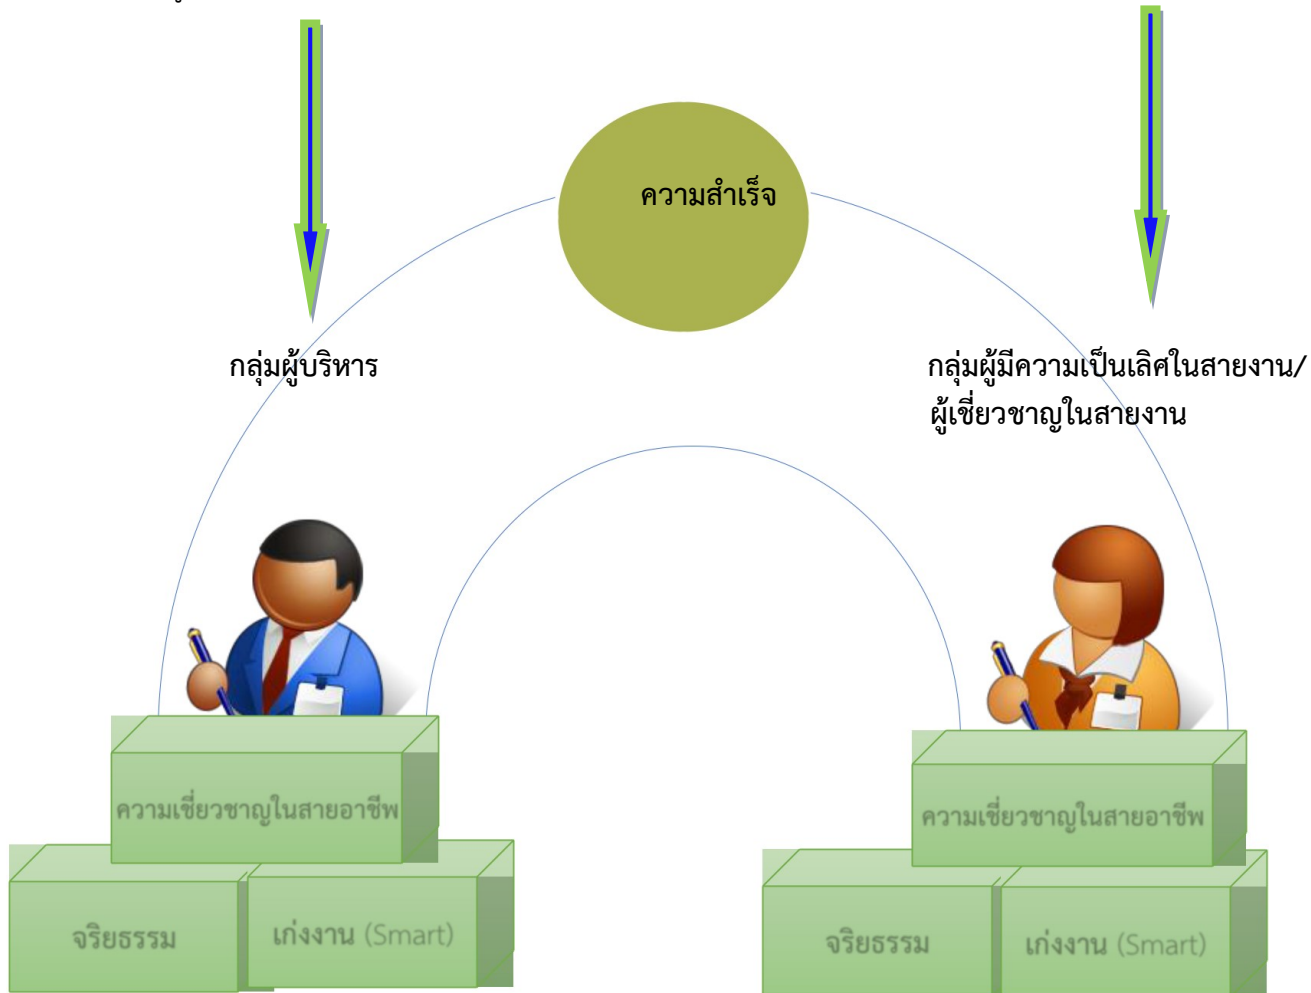 ความสำเร็จ
กลุ่มผู้บริหาร
กลุ่มผู้มีความเป็นเลิศในสายงาน/
ผู้เชี่ยวชาญในสายงาน
ความเชี่ยวชาญในสายอาชีพ
ความเชี่ยวชาญในสายอาชีพ
จริยธรรม
เก่งงาน (Smart)
จริยธรรม
เก่งงาน (Smart)